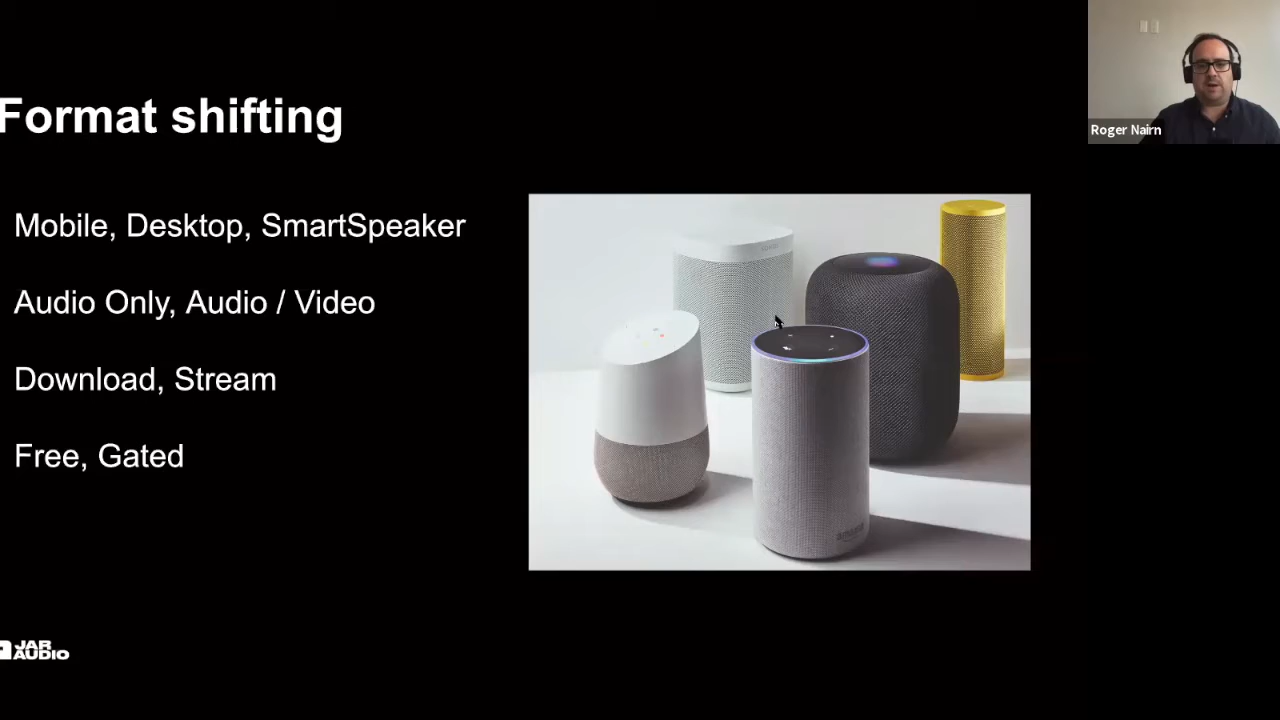 Format shifting
Mobile, Desktop, SmartSpeaker
Audio Only, Audio / Video
Download, Stream
Free, Gated
JAR
AUDIO
Roger Nairn